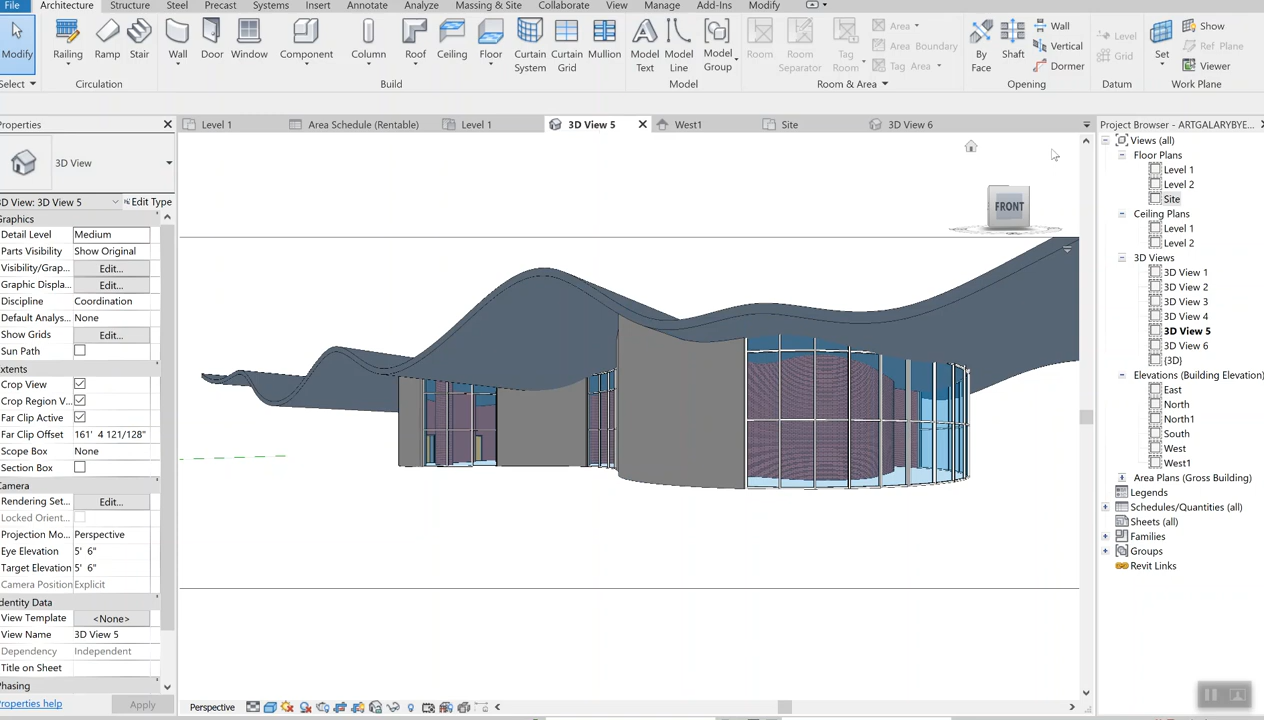 File Architecture Structure Steel Precast Systems Insert Annotate Analyze Massing & Site Collaborate View Manage Add-Ins Modify
Modify
Railing Ramp Stair
Wall Door Window Component Column Roof Ceiling Floor Curtain System Curtain Grid Mullion
Model Text Model Line Model Group
Room Room Separator Tag Room
Area
Area Boundary
Tag Area
By Face Shaft
Wall
Vertical
Dormer
Level
Grid
Set
Show
Ref Plane
Viewer
Select Circulation Build Model Room & Area Opening Datum Work Plane
Properties
Level 1 Area Schedule (Rentable) Level 1 3D View 5 West1 Site 3D View 6
Project Browser - ARTGALARYBYE...
3D View
3D View: 3D View 5 Edit Type
Graphics
Detail Level Medium
Parts Visibility Show Original
Visibility/Grap... Edit...
Graphic Displa... Edit...
Discipline Coordination
Default Analys... None
Show Grids Edit...
Sun Path
Extents
Crop View
Crop Region V...
Far Clip Active
Far Clip Offset 161' 4 121/128"
Scope Box None
Section Box
Camera
Rendering Set... Edit...
Locked Orient...
Projection Mo... Perspective
Eye Elevation 5' 6"
Target Elevation 5' 6"
Camera Position Explicit
Identity Data
View Template <None>
View Name 3D View 5
Dependency Independent
Title on Sheet
Phasing
Properties help Apply
FRONT
Perspective
Views (all)
Floor Plans
Level 1
Level 2
Site
Ceiling Plans
Level 1
Level 2
3D Views
3D View 1
3D View 2
3D View 3
3D View 4
3D View 5
3D View 6
{3D}
Elevations (Building Elevation)
East
North
North1
South
West
West1
Area Plans (Gross Building)
Legends
Schedules/Quantities (all)
Sheets (all)
Families
Groups
Revit Links